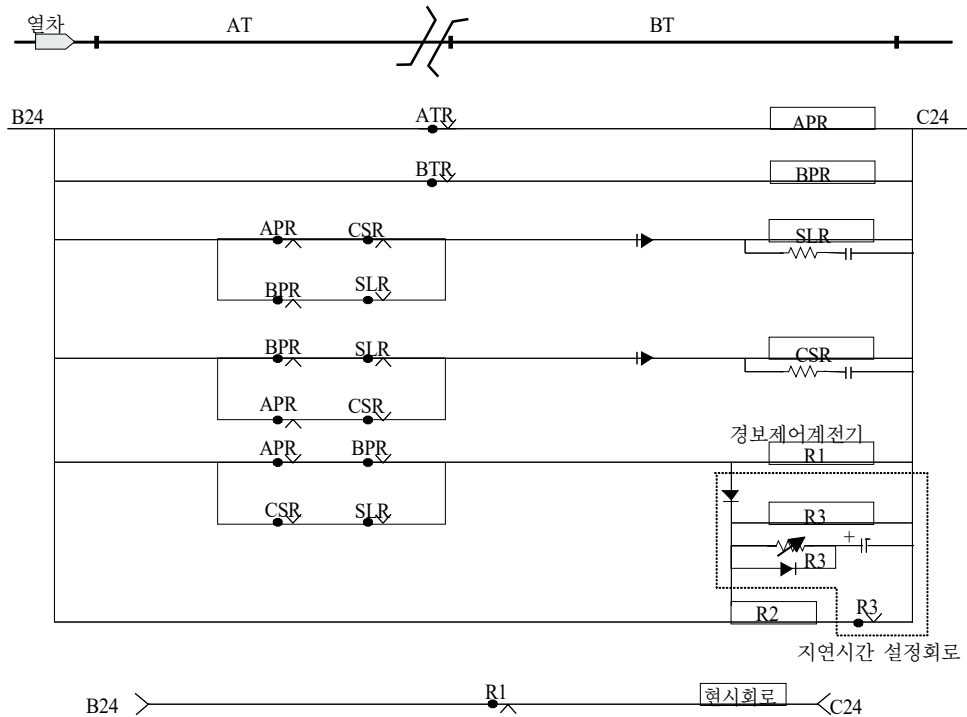 열차
AT
BT
B24
ATR
APR
C24
BTR
BPR
APR
CSR
SLR
BPR
SLR
BPR
SLR
CSR
APR
CSR
경보제어계전기
APR
BPR
R1
CSR
SLR
R3
+
R3
R2
R3
지연시간 설정회로
B24
R1
현시회로
C24